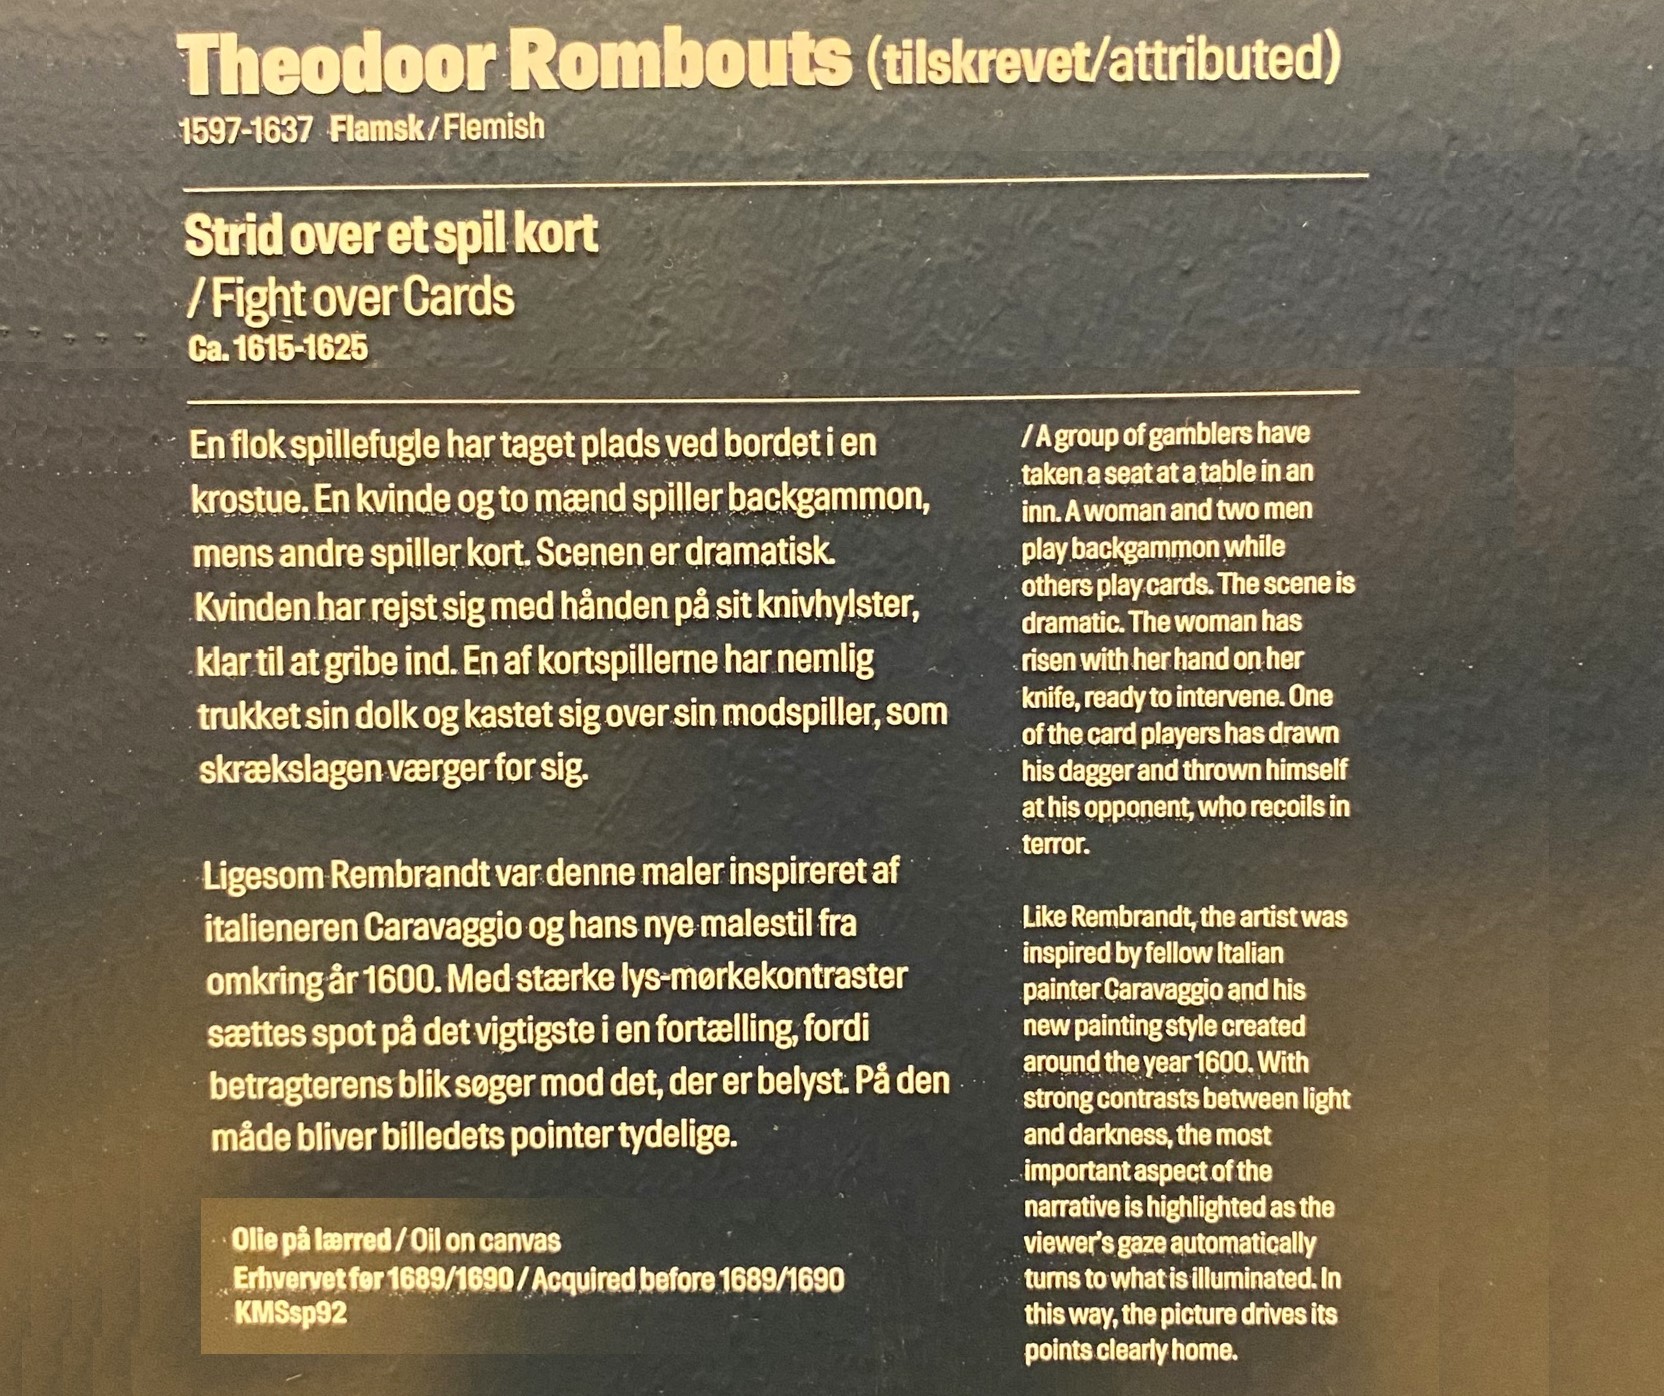 Theodoor Rombouts (tilskrevet/attributed)
1597-1637 Flamsk/Flemish
Strid over et spil kort
/Fight over Cards
Ca. 1615-1625
En flok spillefugle har taget plads ved bordet i en
krostue. En kvinde og to mænd spiller backgammon,
mens andre spiller kort. Scenen er dramatisk.
Kvinden har rejst sig med hånden på sit knivhylster,
klar til at gribe ind. En af kortspillerne har nemlig
trukket sin dolk og kastet sig over sin modspiller, som
skrækslagen værger for sig.
Ligesom Rembrandt var denne maler inspireret af
italieneren Caravaggio og hans nye malestil fra
omkring år 1600. Med stærke lys-mørkekontraster
sættes spot på det vigtigste i en fortælling, fordi
betragterens blik søger mod det, der er belyst. På den
måde bliver billedets pointer tydelige.
Olie på lærred / Oil on canvas
Erhvervet før 1689/1690 / Acquired before 1689/1690
KMSsp92
/ A group of gamblers have
taken a seat at a table in an
inn. A woman and two men
play backgammon while
others play cards. The scene is
dramatic. The woman has
risen with her hand on her
knife, ready to intervene. One
of the card players has drawn
his dagger and thrown himself
at his opponent, who recoils in
terror.
Like Rembrandt, the artist was
inspired by fellow Italian
painter Caravaggio and his
new painting style created
around the year 1600. With
strong contrasts between light
and darkness, the most
important aspect of the
narrative is highlighted as the
viewer's gaze automatically
turns to what is illuminated. In
this way, the picture drives its
points clearly home.